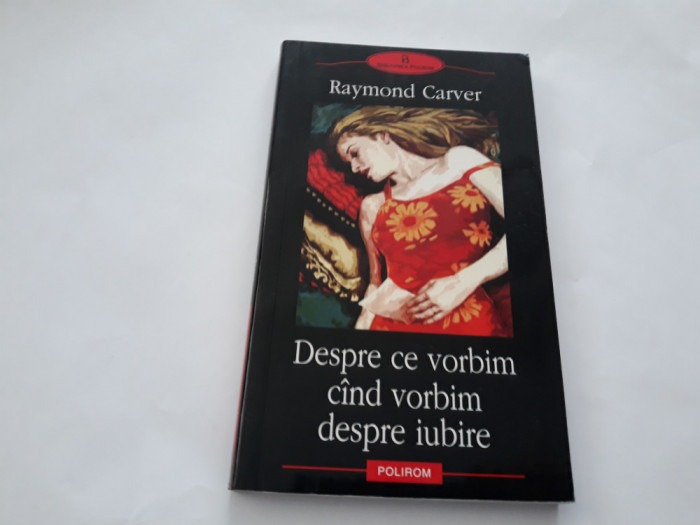 Raymond Carver
Despre ce vorbim
cînd vorbim
despre iubire
POLIROM